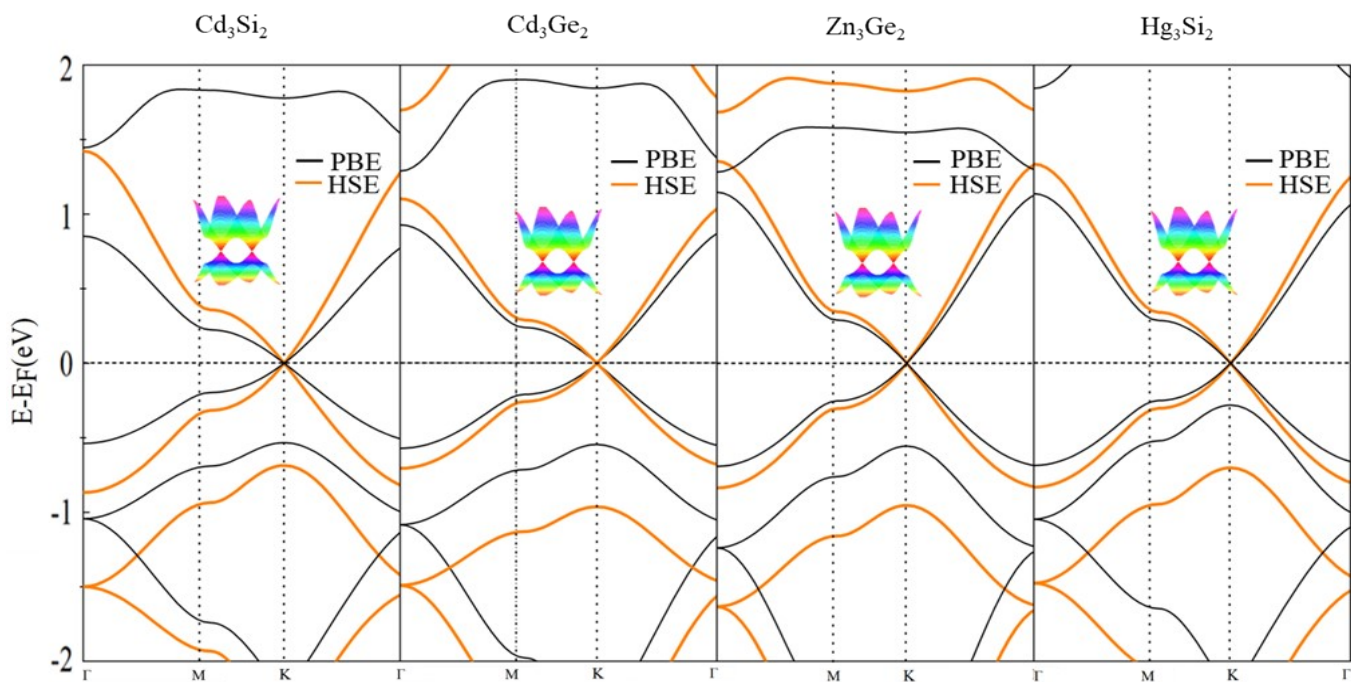 Cd₃Si₂ Cd₃Ge₂ Zn₃Ge₂ Hg₃Si₂
2
PBE PBE PBE PBE
HSE HSE HSE HSE
1
E-EF(eV)
0
-1
-2
Γ M K Γ M K Γ M K Γ M K Γ